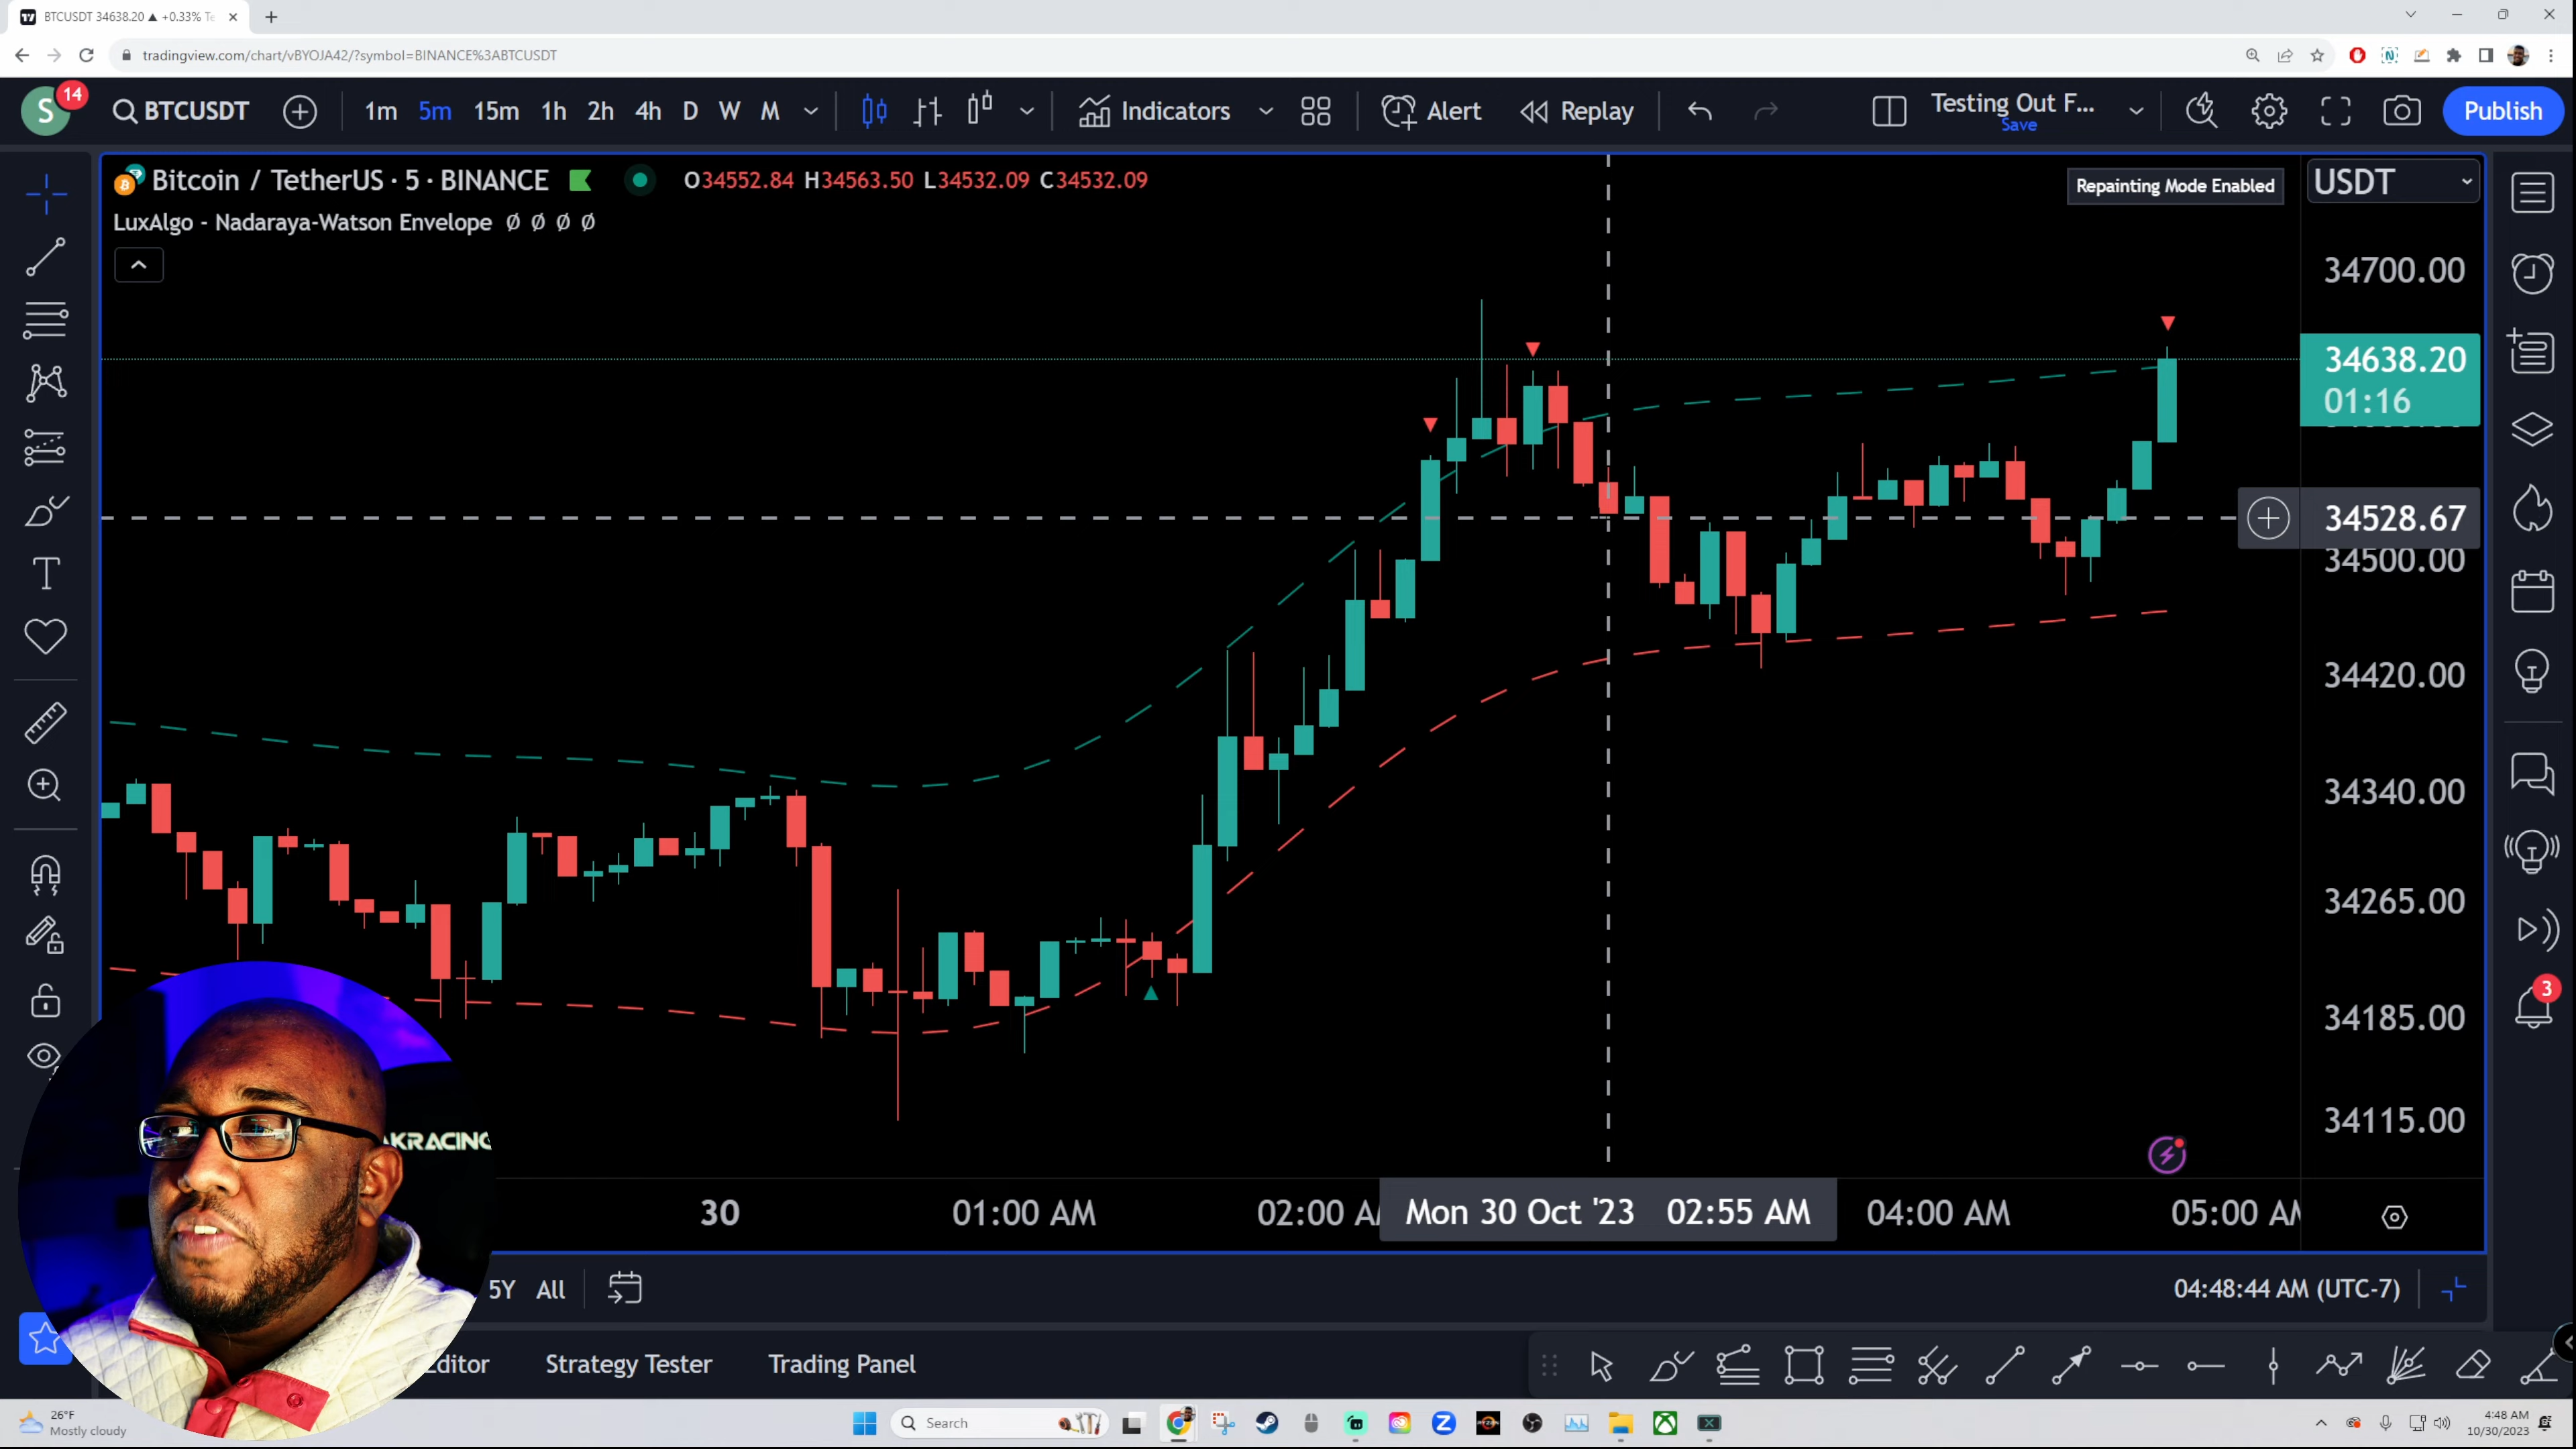 BTCUSDT 34638.20 ▲ +0.33% Te
tradingview.com/chart/vBYOJA42/?symbol=BINANCE%3ABTCUSDT
S 14 BTCUSDT 1m 5m 15m 1h 2h 4h D W M Indicators Alert Replay Testing Out F... Save Publish
Bitcoin / TetherUS · 5 · BINANCE O34552.84 H34563.50 L34532.09 C34532.09
Repainting Mode Enabled
USDT
LuxAlgo - Nadaraya-Watson Envelope Ø Ø Ø Ø
34700.00
34638.20
01:16
34528.67
34500.00
34420.00
34340.00
34265.00
34185.00
34115.00
3
AKRACING
30 01:00 AM 02:00 A Mon 30 Oct '23 02:55 AM 04:00 AM 05:00 AM
5Y All 04:48:44 AM (UTC-7)
Editor Strategy Tester Trading Panel
26°F
Mostly cloudy
Search
4:48 AM
10/30/2023